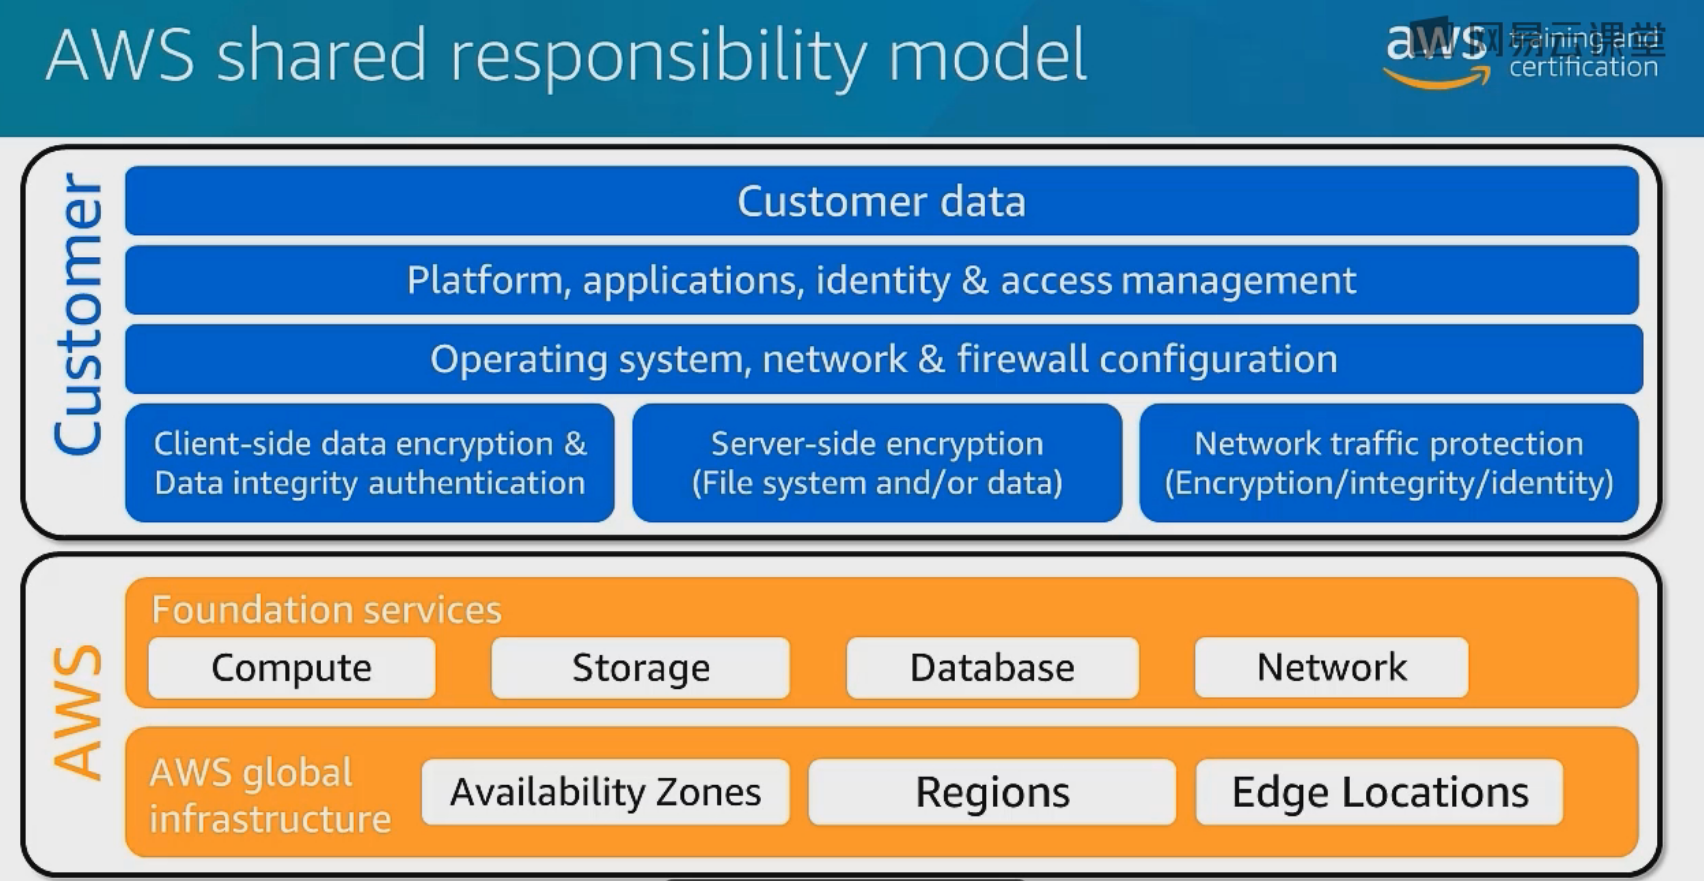 AWS shared responsibility model
aws training and
certification
网易云课堂
Customer
Customer data
Platform, applications, identity & access management
Operating system, network & firewall configuration
Client-side data encryption &
Data integrity authentication
Server-side encryption
(File system and/or data)
Network traffic protection
(Encryption/integrity/identity)
AWS
Foundation services
Compute
Storage
Database
Network
AWS global
infrastructure
Availability Zones
Regions
Edge Locations